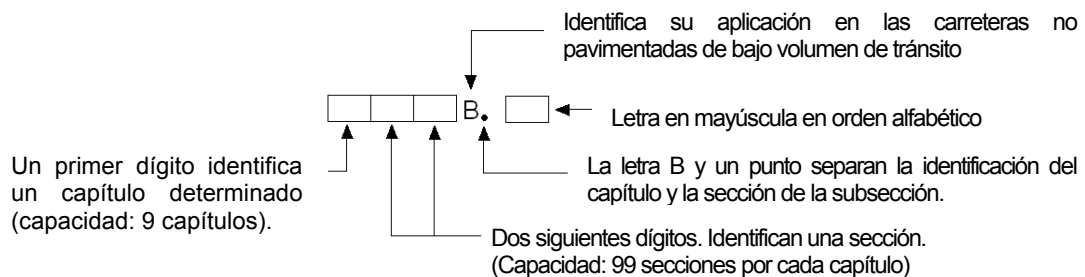 Identifica su aplicación en las carreteras no
pavimentadas de bajo volumen de tránsito
B.
Letra en mayúscula en orden alfabético
Un primer dígito identifica
un capítulo determinado
(capacidad: 9 capítulos).
La letra B y un punto separan la identificación del
capítulo y la sección de la subsección.
Dos siguientes dígitos. Identifican una sección.
(Capacidad: 99 secciones por cada capítulo)